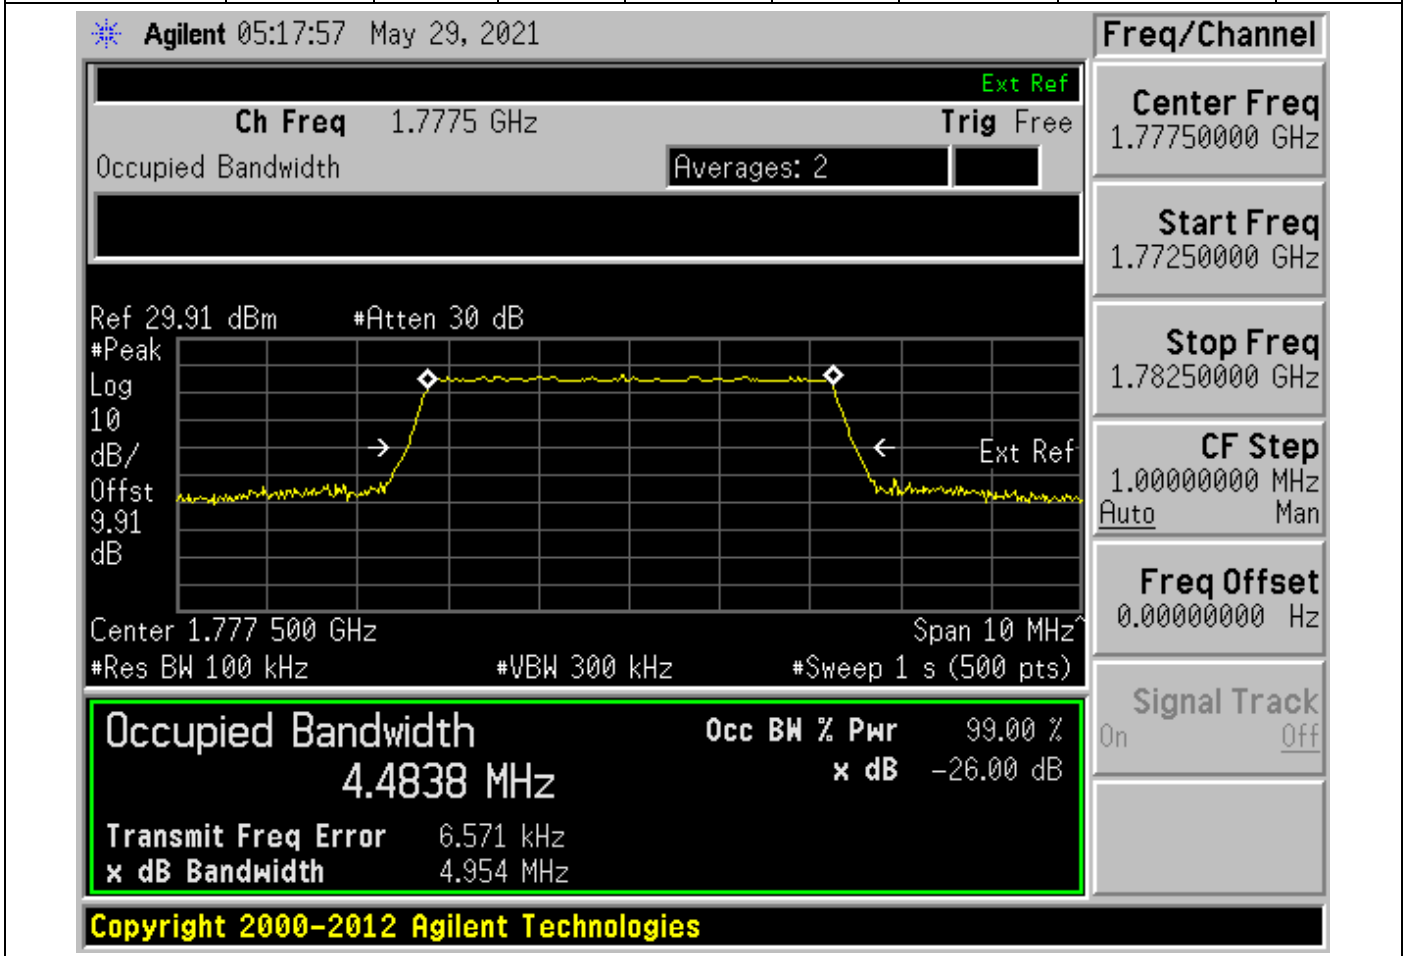 Agilent 05:17:57 May 29, 2021
Freq/Channel
Ext Ref
Ch Freq 1.7775 GHz Trig Free
Occupied Bandwidth Averages: 2
Center Freq
1.77750000 GHz
Start Freq
1.77250000 GHz
Stop Freq
1.78250000 GHz
CF Step
1.00000000 MHz
Auto Man
Freq Offset
0.00000000 Hz
Signal Track
On Off
Ref 29.91 dBm #Atten 30 dB
#Peak
Log
10
dB/
Offst
9.91
dB
Ext Ref
Center 1.777 500 GHz Span 10 MHz^
#Res BW 100 kHz #VBW 300 kHz #Sweep 1 s (500 pts)
Occupied Bandwidth
4.4838 MHz
Occ BW % Pwr 99.00 %
x dB -26.00 dB
Transmit Freq Error 6.571 kHz
x dB Bandwidth 4.954 MHz
Copyright 2000-2012 Agilent Technologies